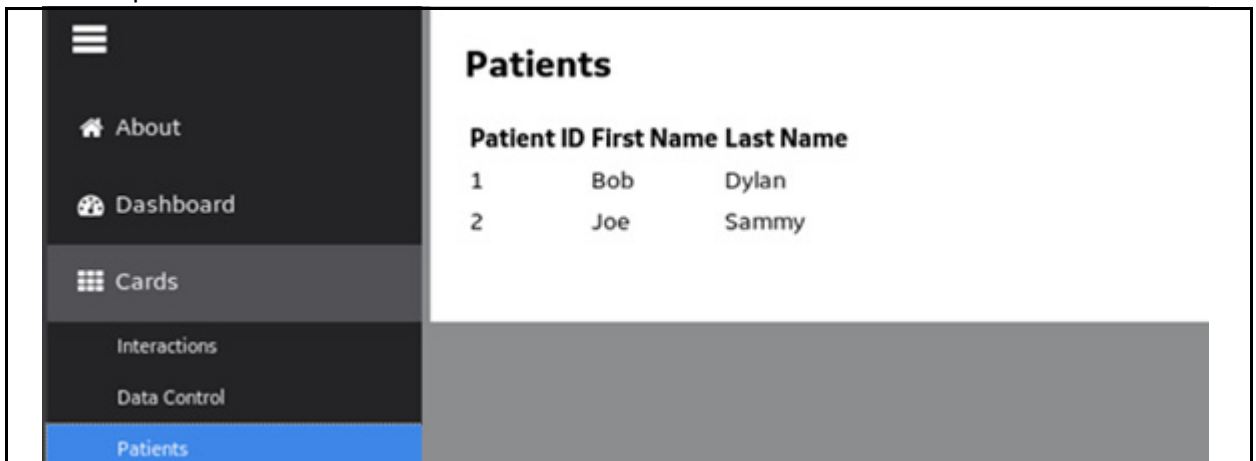 About
Dashboard
Cards
Interactions
Data Control
Patients
Patients
Patient ID First Name Last Name
1 Bob Dylan
2 Joe Sammy